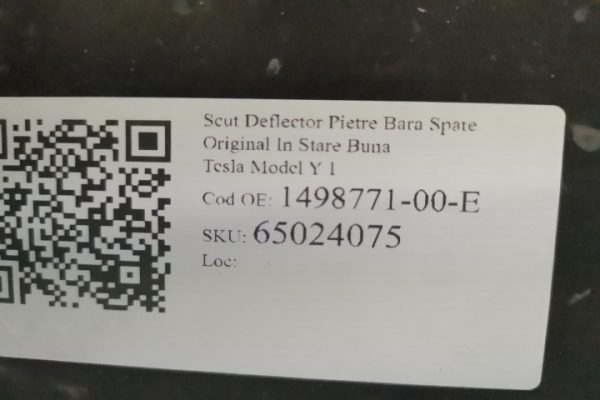 Scut Deflector Pietre Bara Spate
Original In Stare Buna
Tesla Model Y 1
Cod OE: 1498771-00-E
SKU: 65024075
Loc: